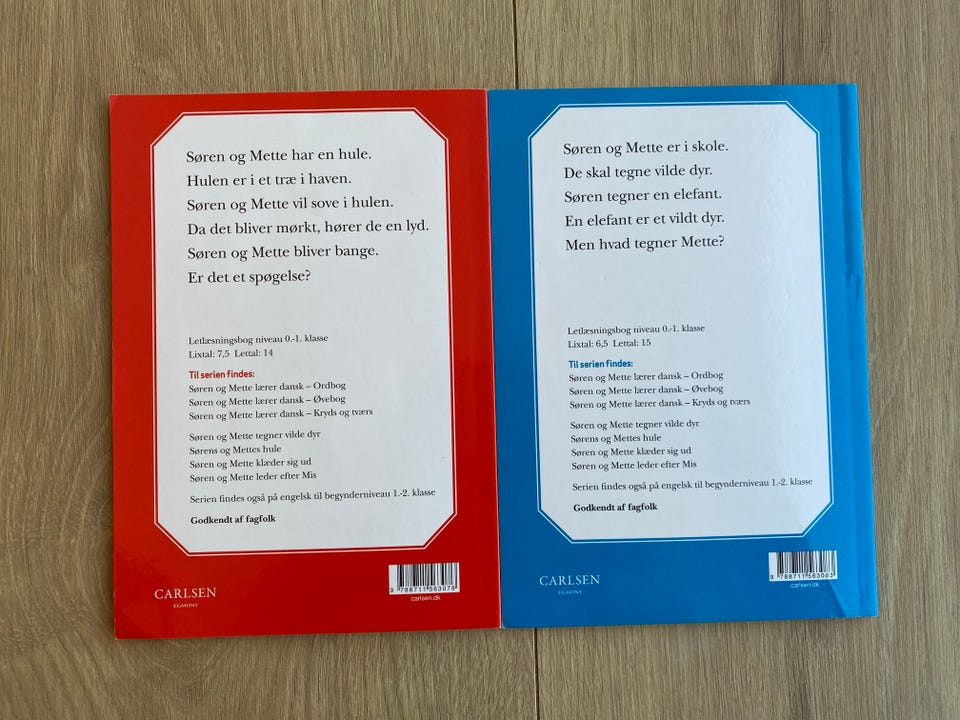 Søren og Mette har en hule.
Hulen er i et træ i haven.
Søren og Mette vil sove i hulen.
Da det bliver mørkt, hører de en lyd.
Søren og Mette bliver bange.
Er det et spøgelse?
Letlæsningsbog niveau 0.-1. klasse
Lixtal: 7,5 Lettal: 14
Til serien findes:
Søren og Mette lærer dansk – Ordbog
Søren og Mette lærer dansk – Øvebog
Søren og Mette lærer dansk – Kryds og tværs
Søren og Mette tegner vilde dyr
Sørens og Mettes hule
Søren og Mette klæder sig ud
Søren og Mette leder efter Mis
Serien findes også på engelsk til begynderniveau 1.-2. klasse
Godkendt af fagfolk
CARLSEN
EGMONT
9 788711 563076
carlsen.dk
Søren og Mette er i skole.
De skal tegne vilde dyr.
Søren tegner en elefant.
En elefant er et vildt dyr.
Men hvad tegner Mette?
Letlæsningsbog niveau 0.-1. klasse
Lixtal: 6,5 Lettal: 15
Til serien findes:
Søren og Mette lærer dansk – Ordbog
Søren og Mette lærer dansk – Øvebog
Søren og Mette lærer dansk – Kryds og tværs
Søren og Mette tegner vilde dyr
Sørens og Mettes hule
Søren og Mette klæder sig ud
Søren og Mette leder efter Mis
Serien findes også på engelsk til begynderniveau 1.-2. klasse
Godkendt af fagfolk
CARLSEN
EGMONT
9 788711 563083
carlsen.dk